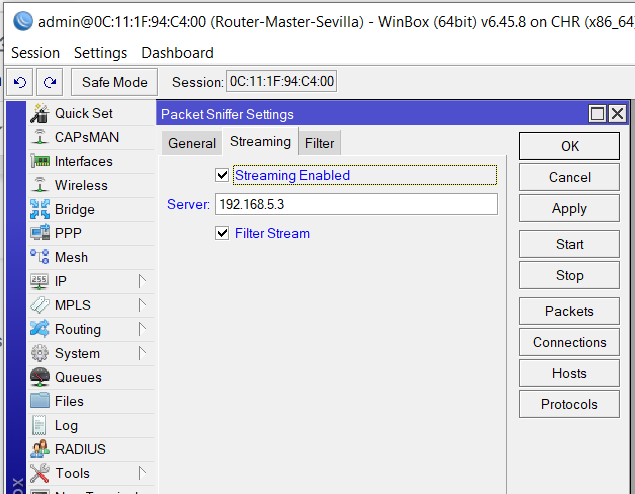 admin@0C:11:1F:94:C4:00 (Router-Master-Sevilla) - WinBox (64bit) v6.45.8 on CHR (x86_64)
Session Settings Dashboard
Safe Mode Session: 0C:11:1F:94:C4:00
Packet Sniffer Settings
General Streaming Filter
Streaming Enabled
Server: 192.168.5.3
Filter Stream
OK
Cancel
Apply
Start
Stop
Packets
Connections
Hosts
Protocols
Quick Set
CAPsMAN
Interfaces
Wireless
Bridge
PPP
Mesh
255
IP
MPLS
Routing
System
Queues
Files
Log
RADIUS
Tools